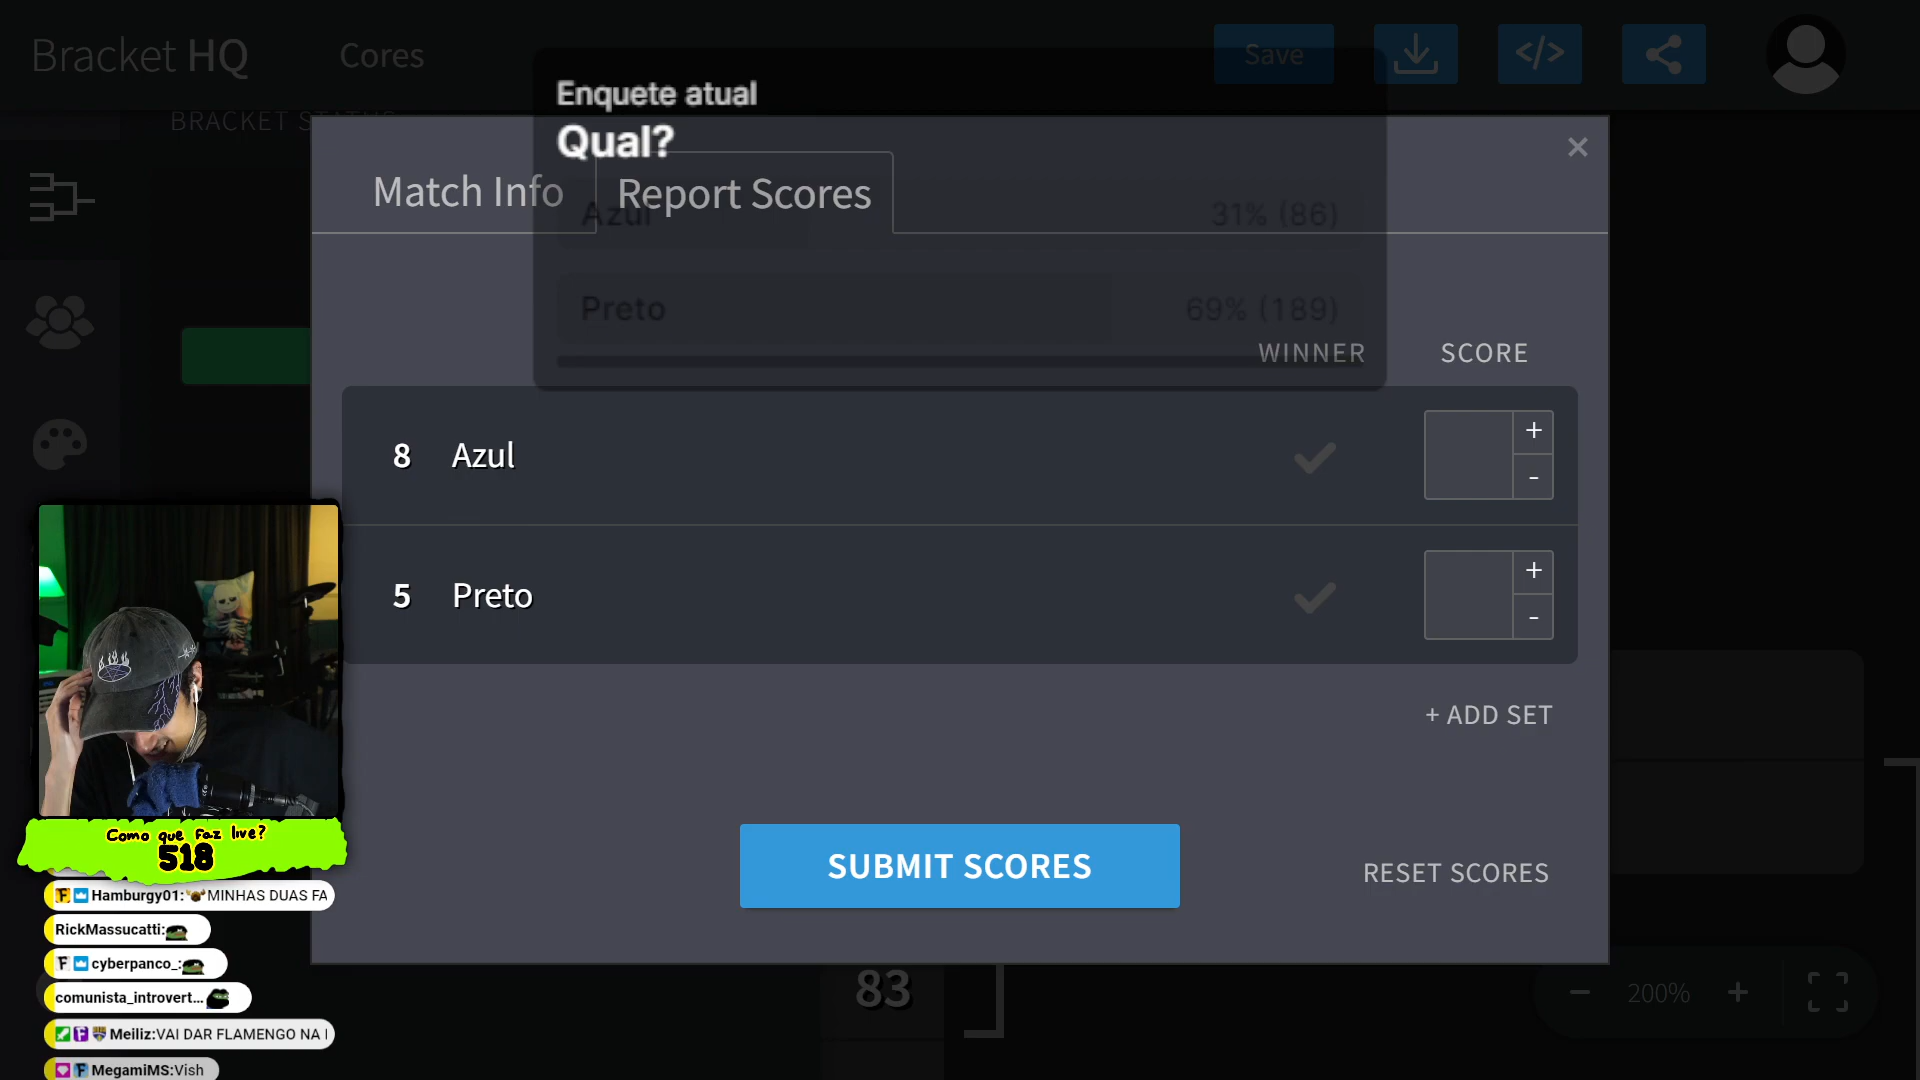 Bracket HQ
Cores
Save
BRACKET STATUS
Enquete atual
Qual?
Azul 31% (86)
Preto 69% (189)
Match Info
Report Scores
×
WINNER
SCORE
8 Azul
+
-
5 Preto
+
-
+ ADD SET
SUBMIT SCORES
RESET SCORES
Como que faz live?
518
Hamburgy01: MINHAS DUAS FA
RickMassucatti:
cyberpanco_:
comunista_introvert...
Meiliz:VAI DAR FLAMENGO NA
MegamiMS:Vish
83
− 200% +